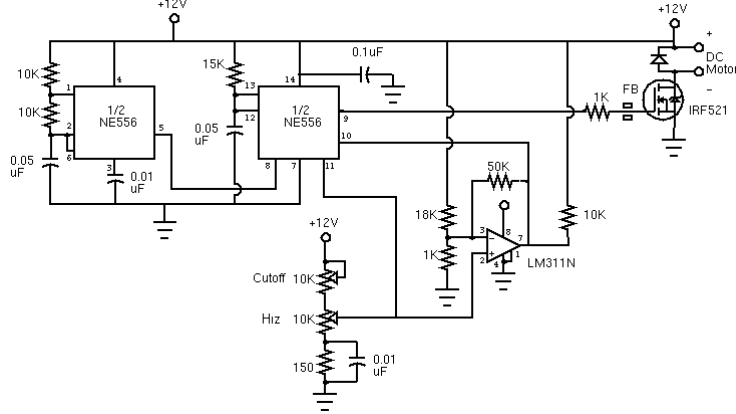 +12V
+12V
0.1uF
15K
10K
14
4
13
1
1/2
NE556
10K
2
6
5
3
0.05
uF
0.01
uF
1/2
NE556
12
0.05
uF
8
7
11
9
10
1K
FB
+
DC
Motor
−
IRF521
50K
18K
1K
3
−
+
2
8
7
4
1
LM311N
10K
+12V
Cutoff 10K
Hız 10K
150
0.01
uF